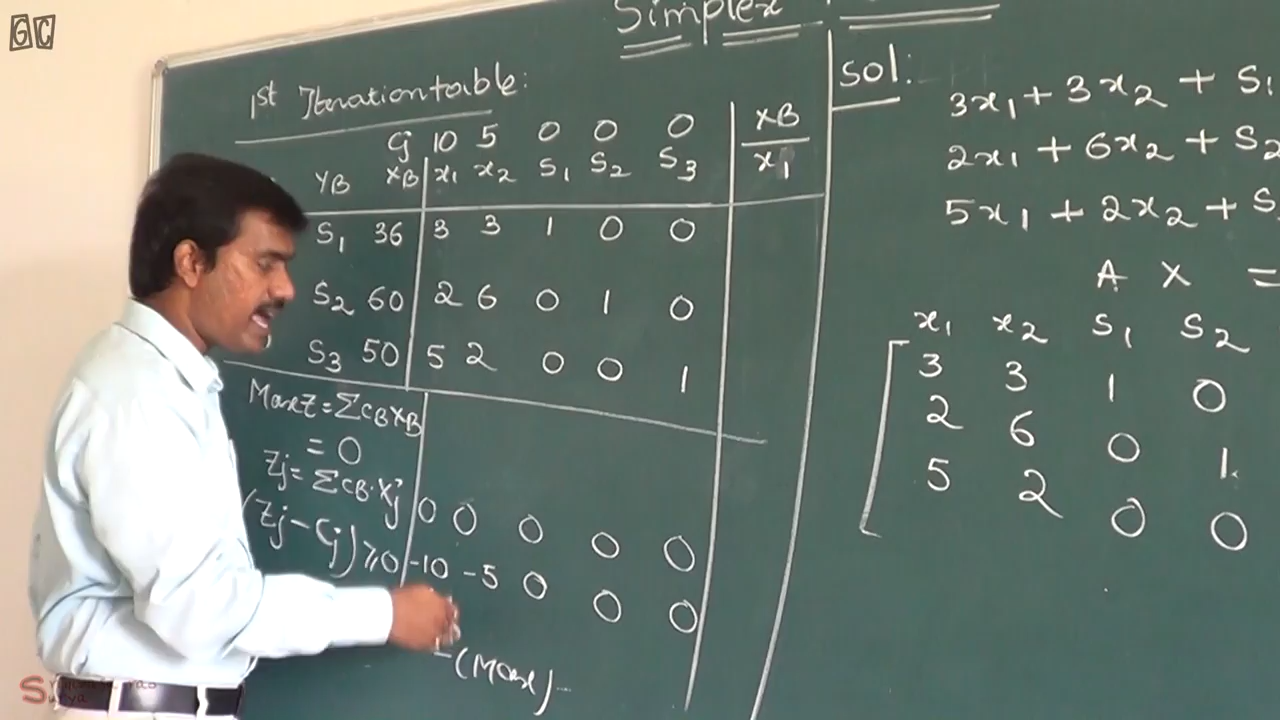 GC
Simplex
1st Iteration table:
Cj 10 5 0 0 0
YB XB x₁ x₂ S₁ S₂ S₃ XB/x₁
S₁ 36 3 3 1 0 0
S₂ 60 2 6 0 1 0
S₃ 50 5 2 0 0 1
Max Z = ΣCB XB
= 0
Zj = ΣCB·Xj 0 0 0 0 0
(Zj - Cj) ≥ 0 -10 -5 0 0 0
-(Max)-
sol:
3x₁ + 3x₂ + S₁
2x₁ + 6x₂ + S₂
5x₁ + 2x₂ + S
A X =
x₁ x₂ S₁ S₂
3 3 1 0
2 6 0 1
5 2 0 0